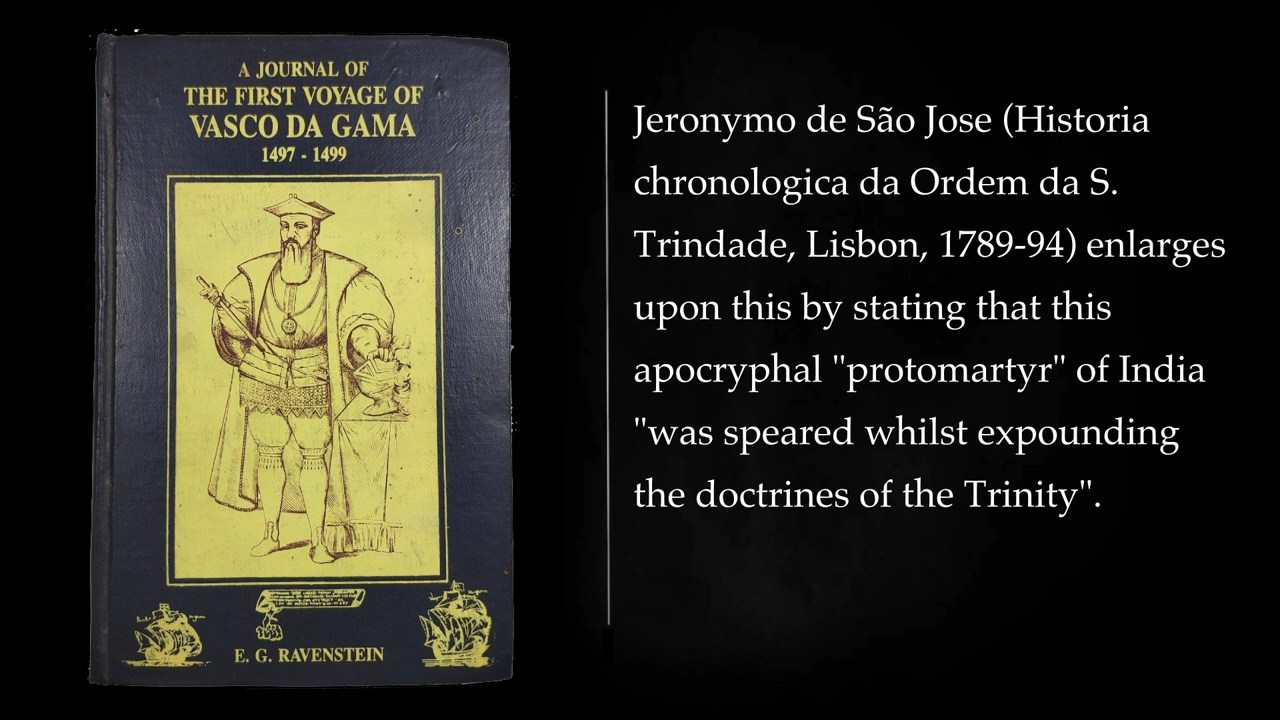 A JOURNAL OF
THE FIRST VOYAGE OF
VASCO DA GAMA
1497 - 1499
E. G. RAVENSTEIN
Jeronymo de São Jose (Historia
chronologica da Ordem da S.
Trindade, Lisbon, 1789-94) enlarges
upon this by stating that this
apocryphal "protomartyr" of India
"was speared whilst expounding
the doctrines of the Trinity".